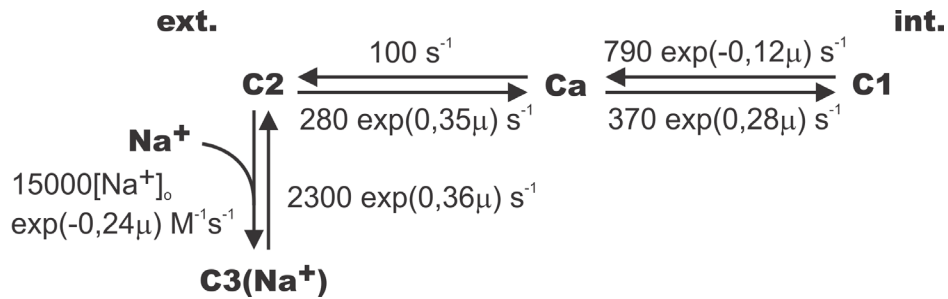 ext. int.
100 s⁻¹ 790 exp(-0,12μ) s⁻¹
C2 Ca C1
280 exp(0,35μ) s⁻¹ 370 exp(0,28μ) s⁻¹
Na⁺
15000[Na⁺]ₒ 2300 exp(0,36μ) s⁻¹
exp(-0,24μ) M⁻¹s⁻¹
C3(Na⁺)